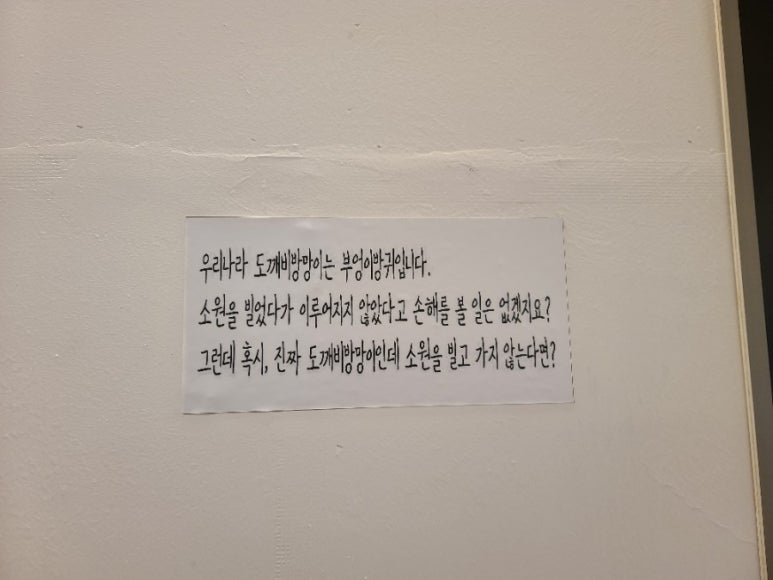 우리나라 도깨비방망이는 부엉이방귀입니다.
소원을 빌었다가 이루어지지 않았다고 손해를 볼 일은 없겠지요?
그런데 혹시, 진짜 도깨비방망이인데 소원을 빌고 가지 않는다면?